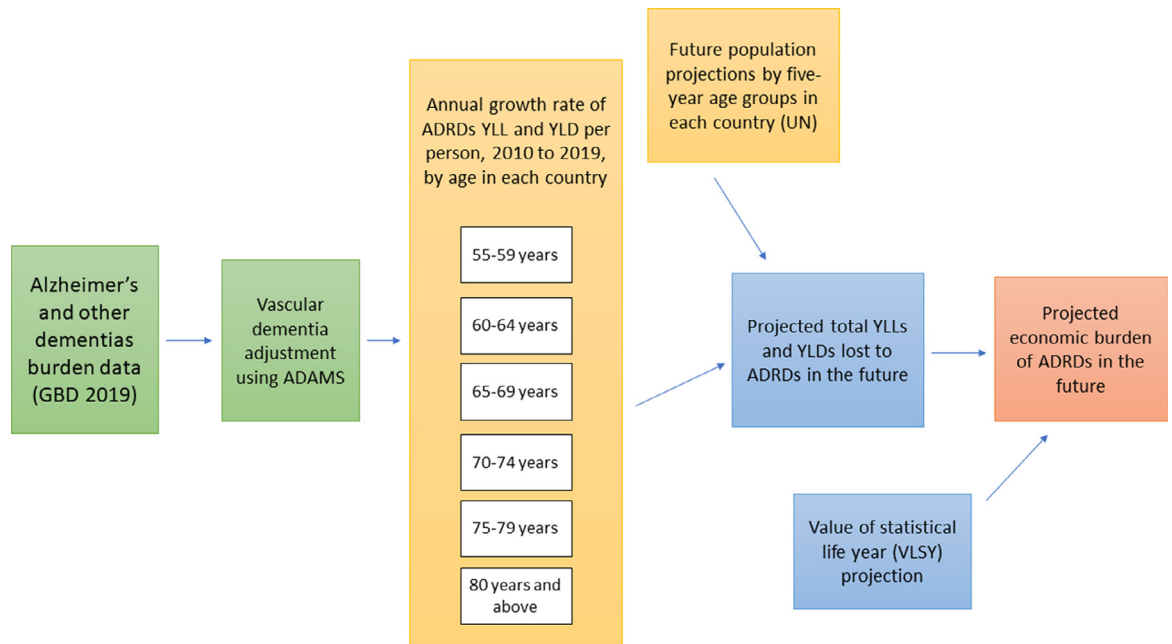 Alzheimer's
and other
dementias
burden data
(GBD 2019)
Vascular
dementia
adjustment
using ADAMS
Annual growth rate of
ADRDs YLL and YLD per
person, 2010 to 2019,
by age in each country
55-59 years
60-64 years
65-69 years
70-74 years
75-79 years
80 years and
above
Future population
projections by five-
year age groups in
each country (UN)
Projected total YLLs
and YLDs lost to
ADRDs in the future
Value of statistical
life year (VLSY)
projection
Projected
economic burden
of ADRDs in the
future